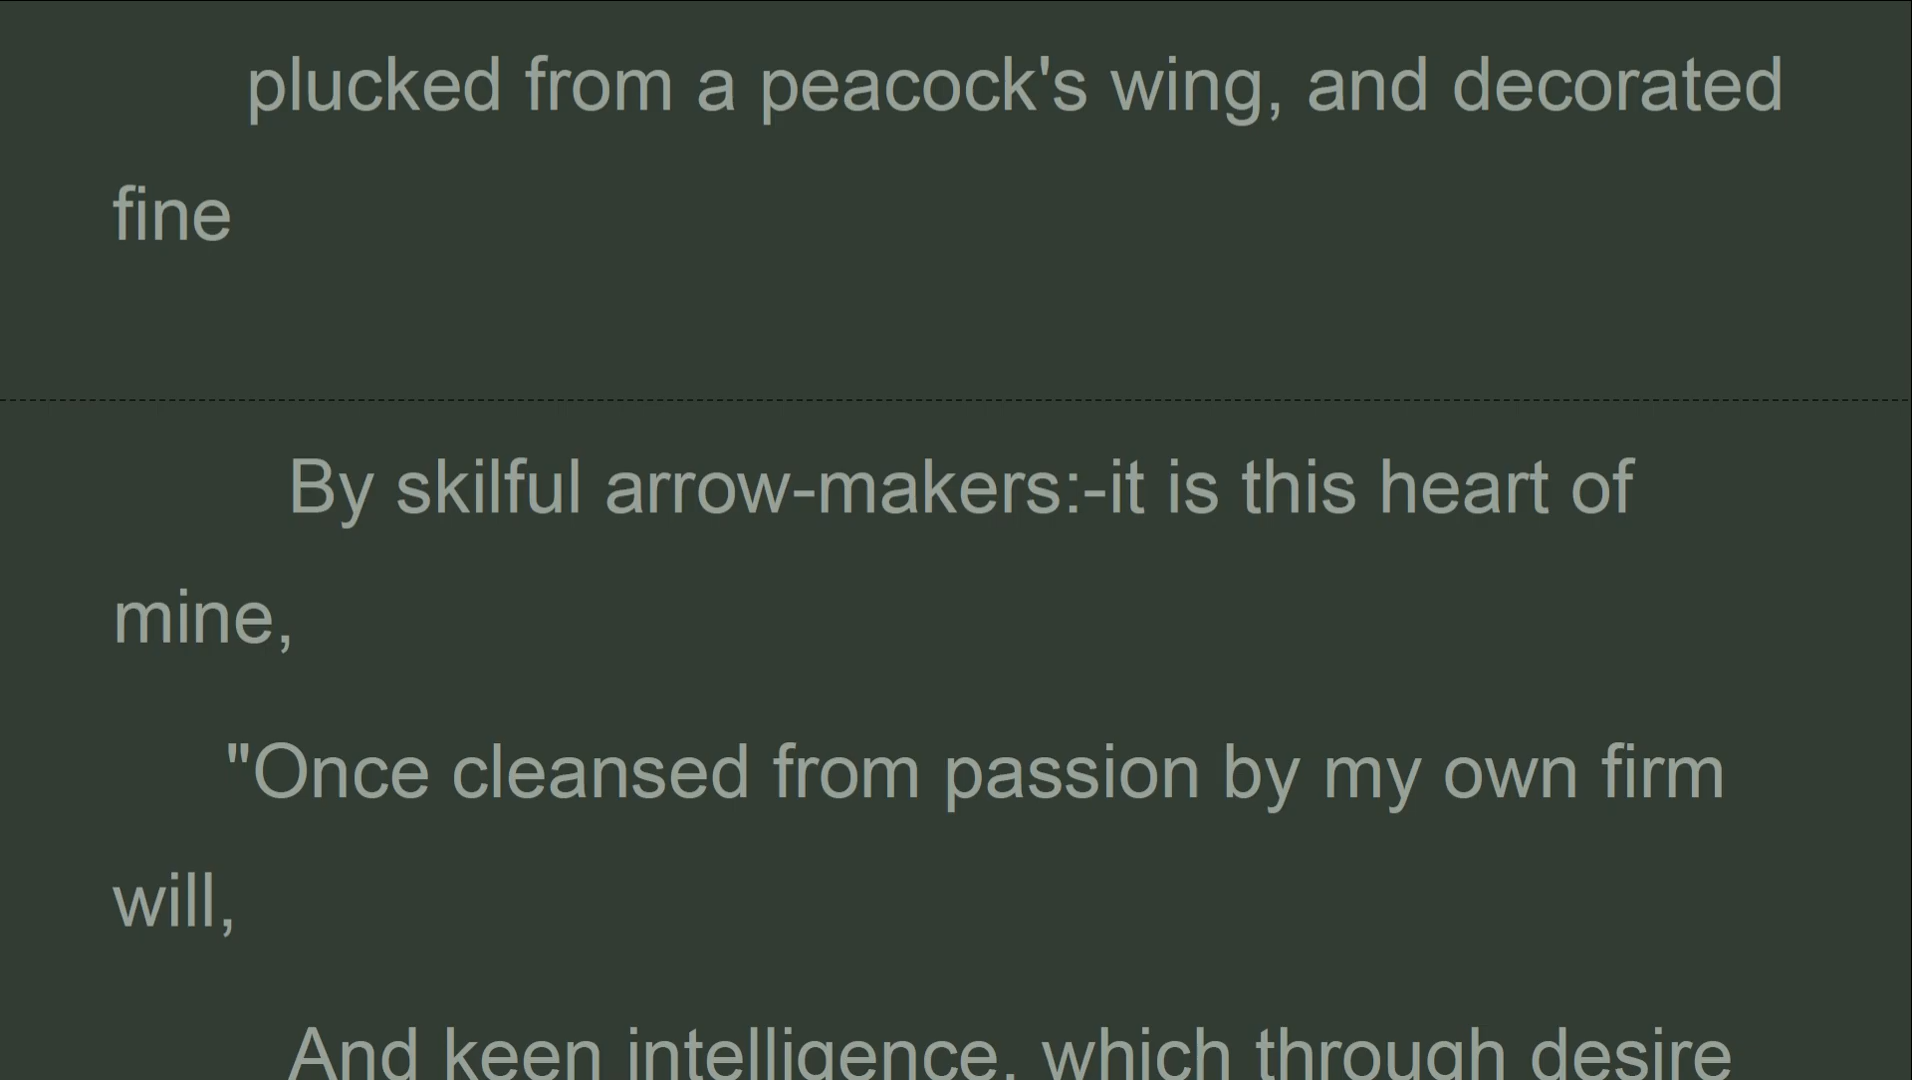 plucked from a peacock's wing, and decorated
fine
By skilful arrow-makers:-it is this heart of
mine,
"Once cleansed from passion by my own firm
will,
And keen intelligence, which through desire